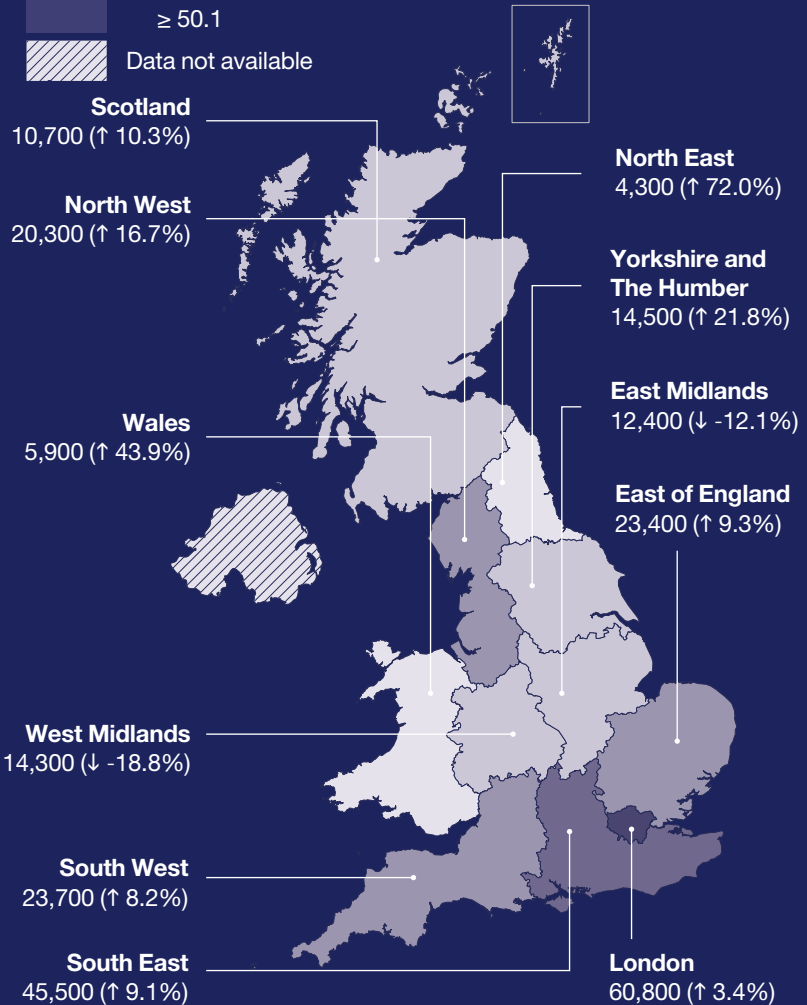 ≥ 50.1
Data not available
Scotland
10,700 (↑ 10.3%)
North West
20,300 (↑ 16.7%)
Wales
5,900 (↑ 43.9%)
West Midlands
14,300 (↓ -18.8%)
South West
23,700 (↑ 8.2%)
South East
45,500 (↑ 9.1%)
North East
4,300 (↑ 72.0%)
Yorkshire and
The Humber
14,500 (↑ 21.8%)
East Midlands
12,400 (↓ -12.1%)
East of England
23,400 (↑ 9.3%)
London
60,800 (↑ 3.4%)